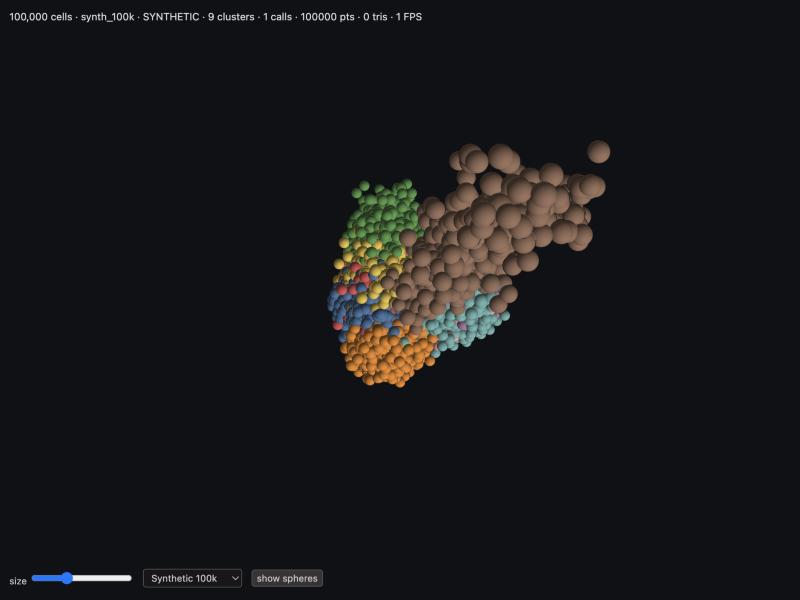 100,000 cells · synth_100k · SYNTHETIC · 9 clusters · 1 calls · 100000 pts · 0 tris · 1 FPS
size
Synthetic 100k
show spheres